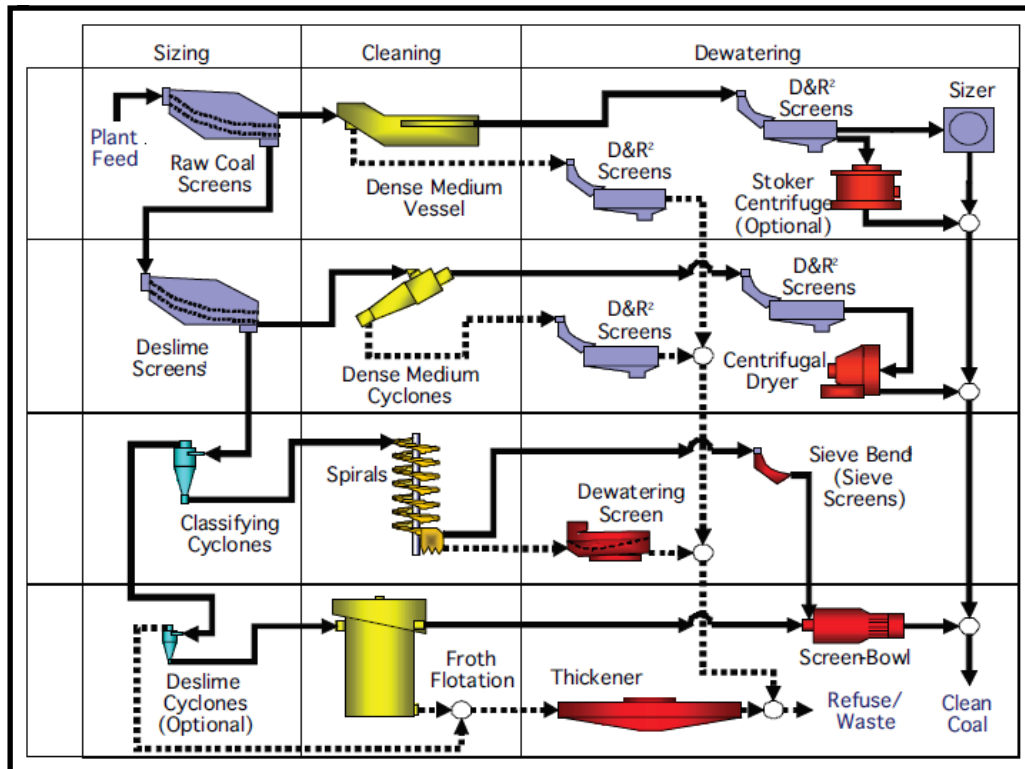 Sizing
Cleaning
Dewatering
Plant .
Feed
Raw Coal
Screens
Dense Medium
Vessel
D&R²
Screens
D&R²
Screens
Sizer
Stoker
Centrifuge
(Optional)
Deslime
Screens¹
Dense Medium
Cyclones
D&R²
Screens
D&R²
Screens
Centrifugal
Dryer
Classifying
Cyclones
Spirals
Dewatering
Screen
Sieve Bend
(Sieve
Screens)
Deslime
Cyclones
(Optional)
Froth
Flotation
Thickener
Screen-Bowl
Refuse/
Waste
Clean
Coal